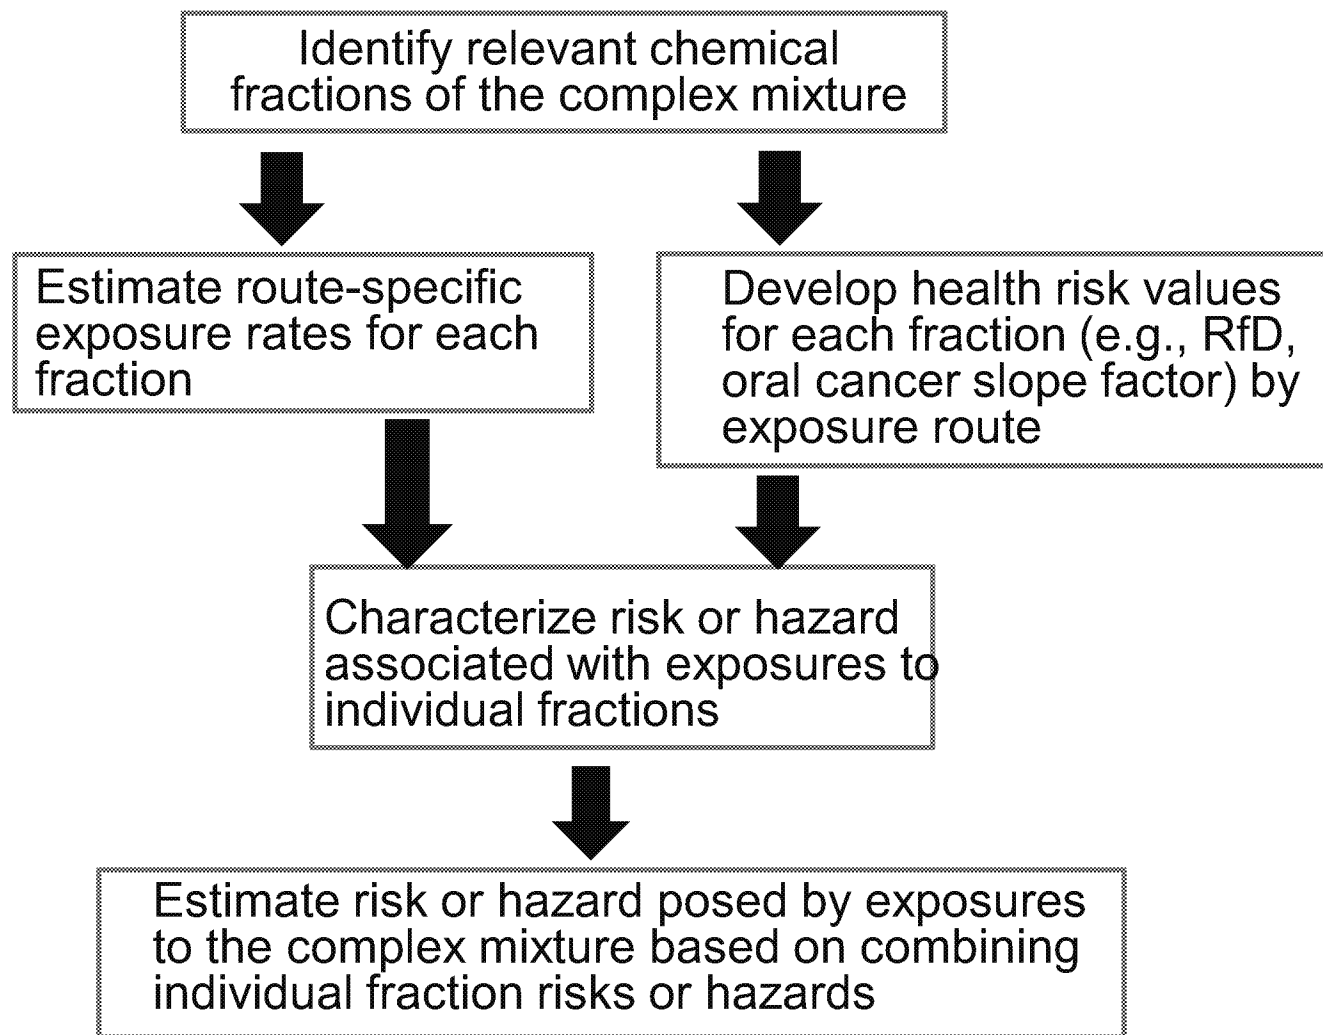 Identify relevant chemical
fractions of the complex mixture
Estimate route-specific
exposure rates for each
fraction
Develop health risk values
for each fraction (e.g., RfD,
oral cancer slope factor) by
exposure route
Characterize risk or hazard
associated with exposures to
individual fractions
Estimate risk or hazard posed by exposures
to the complex mixture based on combining
individual fraction risks or hazards